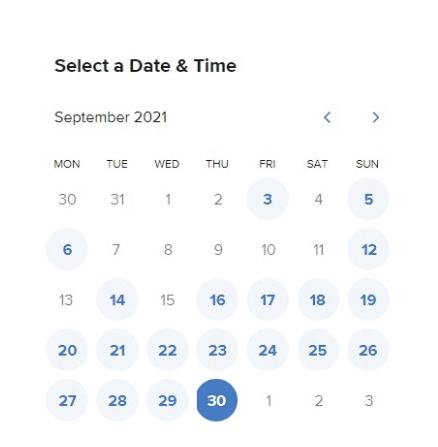 Select a Date & Time
September 2021
MON TUE WED THU FRI SAT SUN
30 31 1 2 3 4 5
6 7 8 9 10 11 12
13 14 15 16 17 18 19
20 21 22 23 24 25 26
27 28 29 30 1 2 3